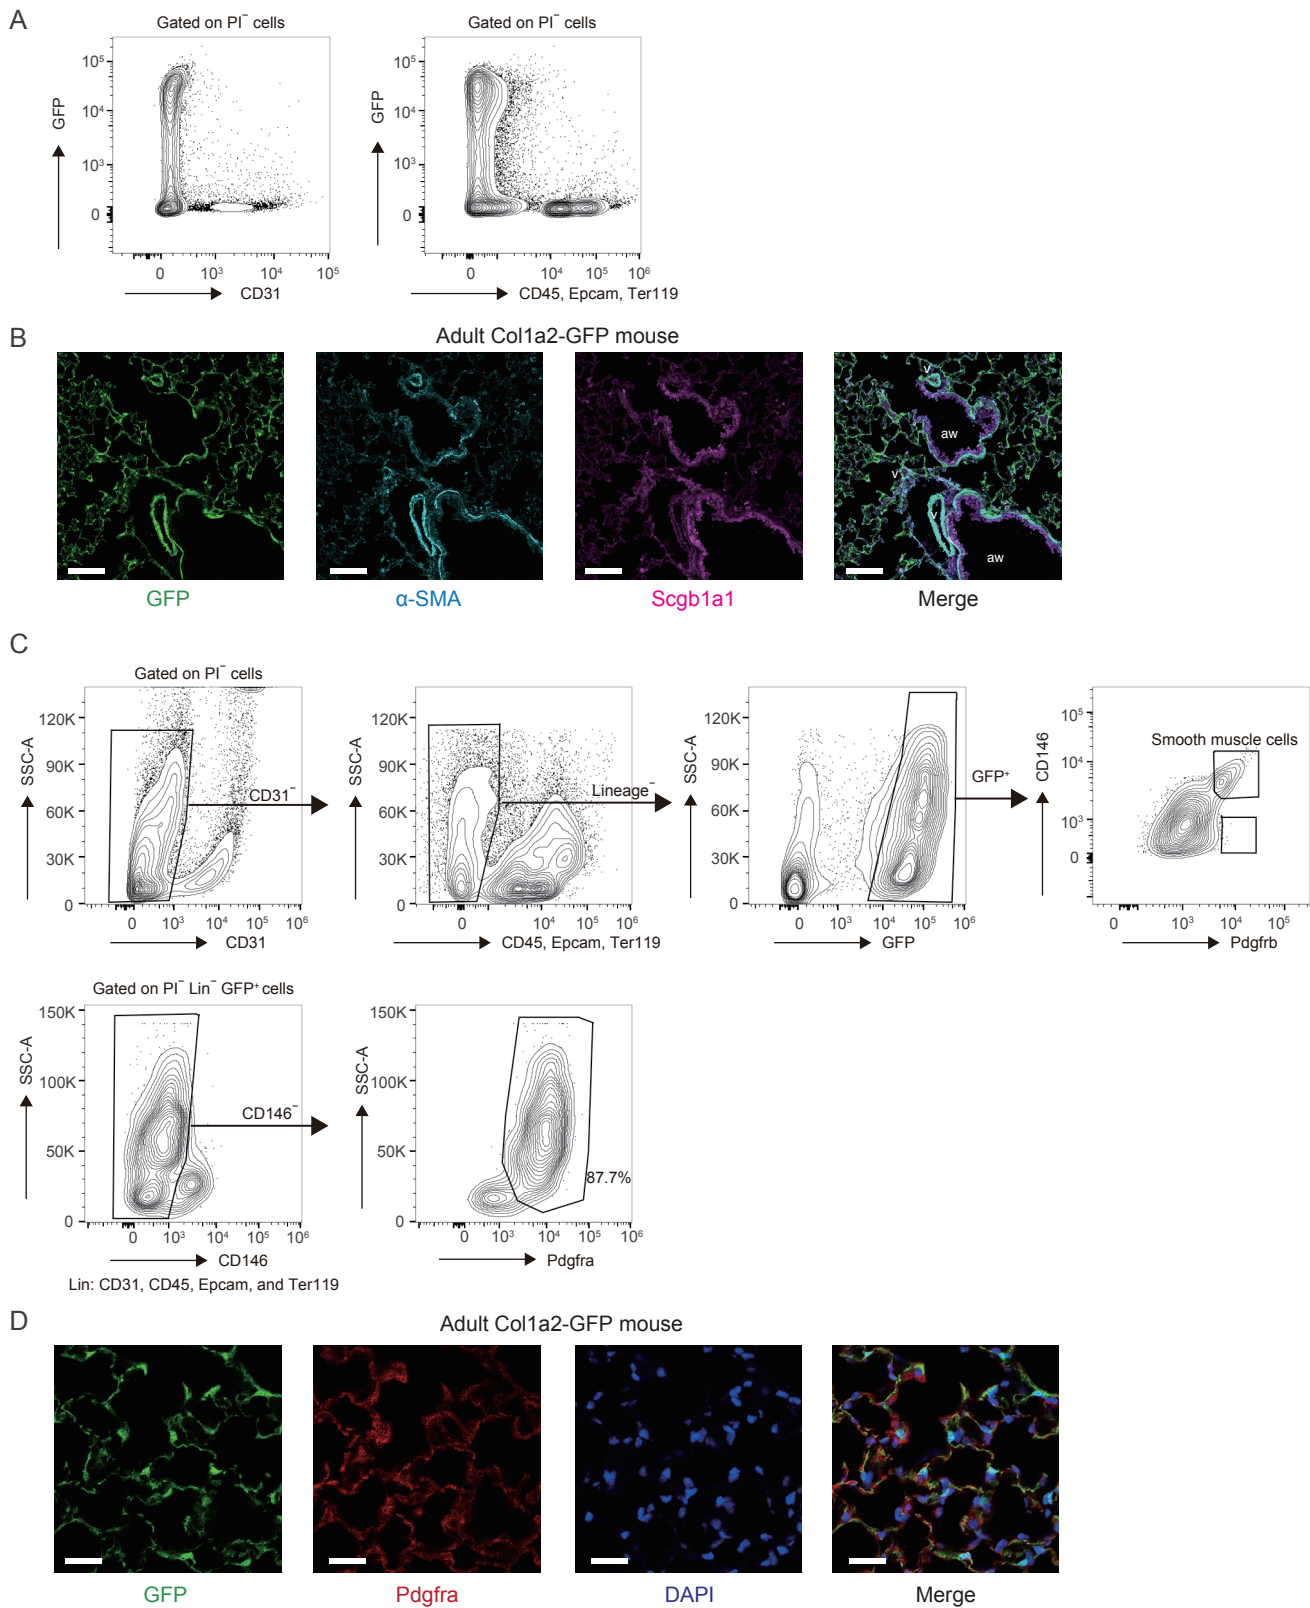 A
Gated on PI⁻ cells
Gated on PI⁻ cells
GFP
10⁵
10⁴
10³
0
0 10³ 10⁴ 10⁵
CD31
GFP
10⁵
10⁴
10³
0
0 10³ 10⁴ 10⁵ 10⁶
CD45, Epcam, Ter119
B
Adult Col1a2-GFP mouse
v
aw
v
v
aw
GFP
α-SMA
Scgb1a1
Merge
C
Gated on PI⁻ cells
SSC-A
120K
90K
60K
30K
0
CD31⁻
0 10³ 10⁴ 10⁵ 10⁶
CD31
SSC-A
120K
90K
60K
30K
0
Lineage⁻
0 10³ 10⁴ 10⁵ 10⁶
CD45, Epcam, Ter119
SSC-A
120K
90K
60K
30K
0
GFP⁺
0 10³ 10⁴ 10⁵ 10⁶
GFP
CD146
10⁵
10⁴
10³
0
Smooth muscle cells
0 10³ 10⁴ 10⁵
Pdgfrb
Gated on PI⁻ Lin⁻ GFP⁺ cells
SSC-A
150K
100K
50K
0
CD146⁻
0 10³ 10⁴ 10⁵ 10⁶
CD146
Lin: CD31, CD45, Epcam, and Ter119
SSC-A
150K
100K
50K
0
87.7%
0 10³ 10⁴ 10⁵ 10⁶
Pdgfra
D
Adult Col1a2-GFP mouse
GFP
Pdgfra
DAPI
Merge